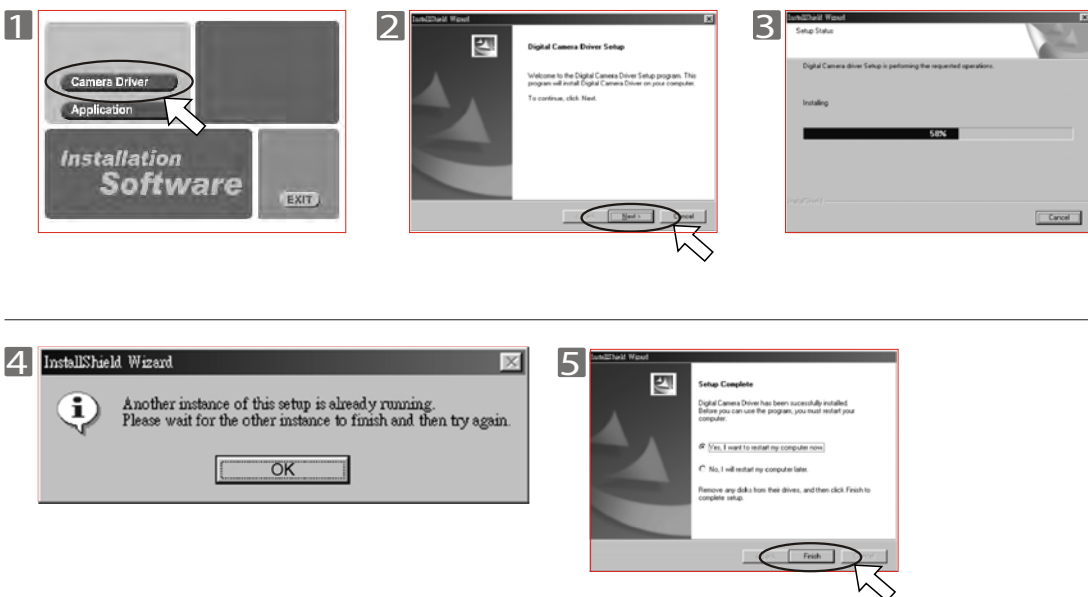 1
Camera Driver
Application
Installation
Software
EXIT
2
InstallShield Wizard
Digital Camera Driver Setup
Welcome to the Digital Camera Driver Setup program. This
program will install Digital Camera Driver on your computer.
To continue, click Next.
Next >
Cancel
3
InstallShield Wizard
Setup Status
Digital Camera driver Setup is performing the requested operations.
Installing
58%
InstallShield
Cancel
4
InstallShield Wizard
Another instance of this setup is already running.
Please wait for the other instance to finish and then try again.
OK
5
InstallShield Wizard
Setup Complete
Digital Camera Driver has been sucessfully installed.
Before you can use the program, you must restart your
computer.
Yes, I want to restart my computer now.
No, I will restart my computer later.
Remove any disks from their drives, and then click Finish to
complete setup.
Finish